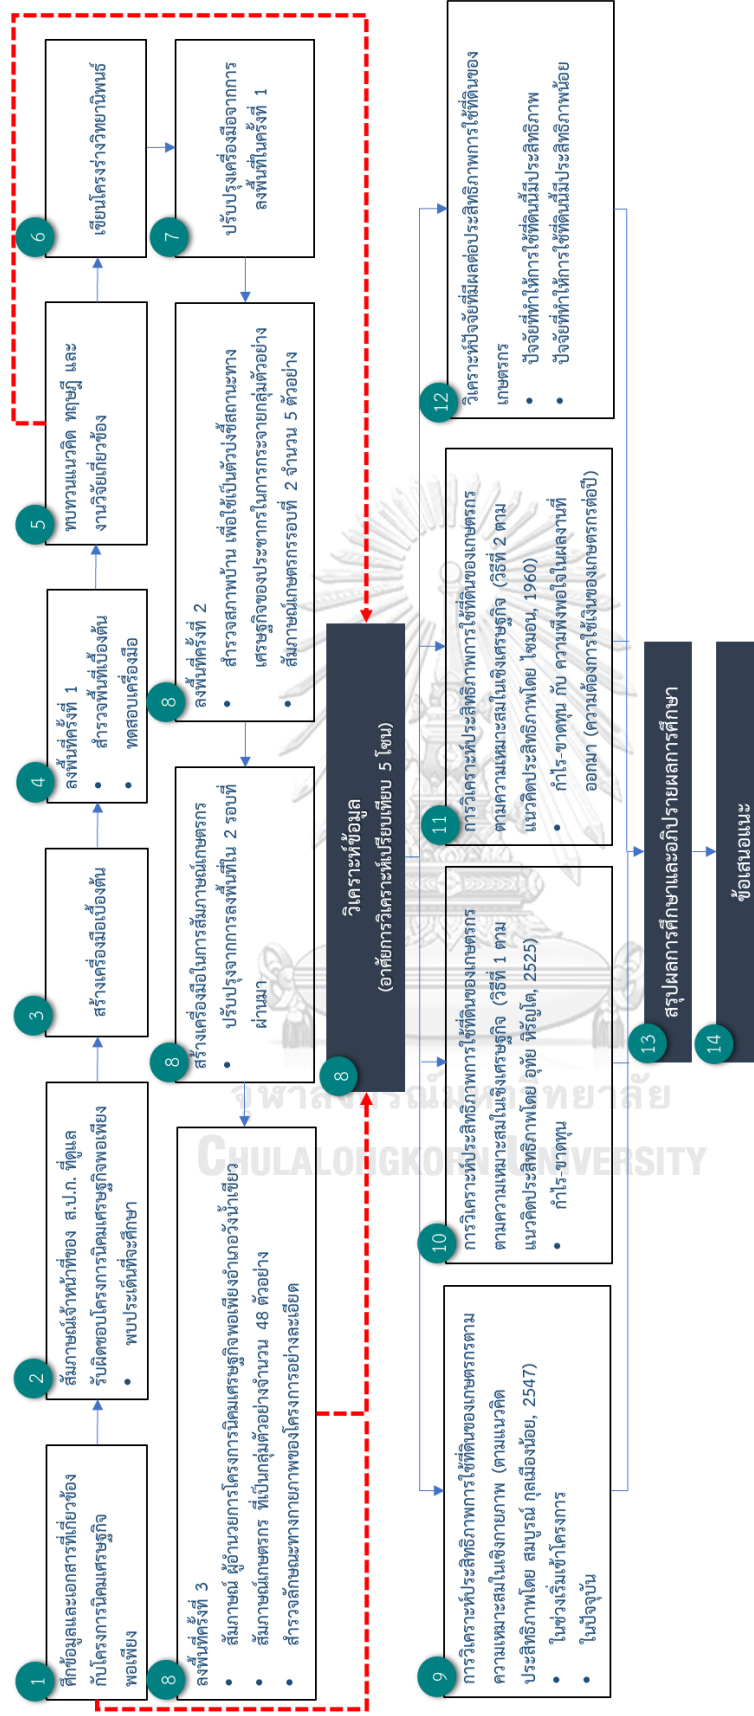 1
ศึกข้อมูลและเอกสารที่เกี่ยวข้อง
กับโครงการนิคมเศรษฐกิจ
พอเพียง
2
สัมภาษณ์เจ้าหน้าที่ของ ส.ป.ก. ที่ดูแล
รับผิดชอบโครงการนิคมเศรษฐกิจพอเพียง
• พบประเด็นที่จะศึกษา
3
สร้างเครื่องมือเบื้องต้น
4
ลงพื้นที่ครั้งที่ 1
• สำรวจพื้นที่เบื้องต้น
• ทดสอบเครื่องมือ
5
ทบทวนแนวคิด ทฤษฎี และ
งานวิจัยเกี่ยวข้อง
6
เขียนโครงร่างวิทยานิพนธ์
7
ปรับปรุงเครื่องมือจากการ
ลงพื้นที่ในครั้งที่ 1
8
ลงพื้นที่ครั้งที่ 2
• สำรวจสภาพบ้าน เพื่อใช้เป็นตัวบ่งชี้สถานะทาง
เศรษฐกิจของประชากรในการกระจายกลุ่มตัวอย่าง
• สัมภาษณ์เกษตรกรรอบที่ 2 จำนวน 5 ตัวอย่าง
8
สร้างเครื่องมือในการสัมภาษณ์เกษตรกร
• ปรับปรุงจากการลงพื้นที่ใน 2 รอบที่
ผ่านมา
8
ลงพื้นที่ครั้งที่ 3
• สัมภาษณ์ ผู้อำนวยการโครงการนิคมเศรษฐกิจพอเพียงอำเภอวังน้ำเขียว
• สัมภาษณ์เกษตรกร ที่เป็นกลุ่มตัวอย่างจำนวน 48 ตัวอย่าง
• สำรวจลักษณะทางกายภาพของโครงการอย่างละเอียด
8
วิเคราะห์ข้อมูล
(อาศัยการวิเคราะห์เปรียบเทียบ 5 โซน)
9
การวิเคราะห์ประสิทธิภาพการใช้ที่ดินของเกษตรกรตาม
ความเหมาะสมในเชิงกายภาพ (ตามแนวคิด
ประสิทธิภาพโดย สมบูรณ์ กุลเมืองน้อย, 2547)
• ในช่วงเริ่มเข้าโครงการ
• ในปัจจุบัน
10
การวิเคราะห์ประสิทธิภาพการใช้ที่ดินของเกษตรกร
ตามความเหมาะสมในเชิงเศรษฐกิจ (วิธีที่ 1 ตาม
แนวคิดประสิทธิภาพโดย อุทัย หิรัญโต, 2525)
• กำไร-ขาดทุน
11
การวิเคราะห์ประสิทธิภาพการใช้ที่ดินของเกษตรกร
ตามความเหมาะสมในเชิงเศรษฐกิจ (วิธีที่ 2 ตาม
แนวคิดประสิทธิภาพโดย ไซมอน, 1960)
• กำไร-ขาดทุน กับ ความพึงพอใจในผลงานที่
ออกมา (ความต้องการใช้เงินของเกษตรกรต่อปี)
12
วิเคราะห์ปัจจัยที่มีผลต่อประสิทธิภาพการใช้ที่ดินของ
เกษตรกร
• ปัจจัยที่ทำให้การใช้ที่ดินมีประสิทธิภาพ
• ปัจจัยที่ทำให้การใช้ที่ดินมีประสิทธิภาพน้อย
13
สรุปผลการศึกษาและอภิปรายผลการศึกษา
14
ข้อเสนอแนะ
จุฬาลงกรณ์มหาวิทยาลัย
CHULALONGKORN UNIVERSITY